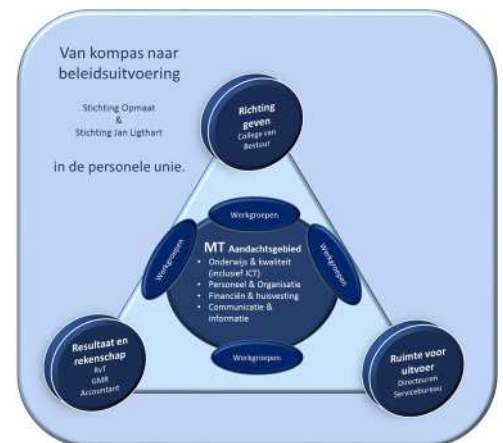 Van kompas naar
beleidsuitvoering
Stichting Opmaat
&
Stichting Jan Ligthart
in de personele unie.
Richting
geven
College van
Bestuur
Werkgroepen
Werkgroepen
Werkgroepen
MT Aandachtsgebied
• Onderwijs & kwaliteit
(inclusief ICT)
• Personeel & Organisatie
• Financiën & huisvesting
• Communicatie &
informatie
Werkgroepen
Resultaat en
rekenschap
RvT
GMR
Accountant
Ruimte voor
uitvoer
Directeuren
Servicebureau